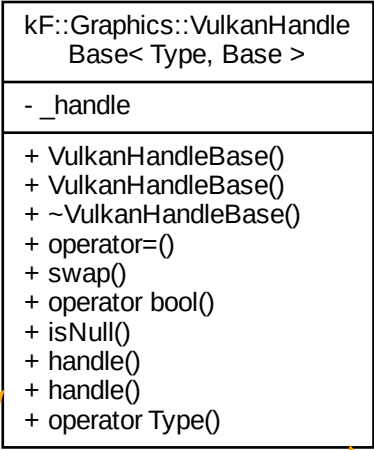 kF::Graphics::VulkanHandle
Base< Type, Base >
- _handle
+ VulkanHandleBase()
+ VulkanHandleBase()
+ ~VulkanHandleBase()
+ operator=()
+ swap()
+ operator bool()
+ isNull()
+ handle()
+ handle()
+ operator Type()